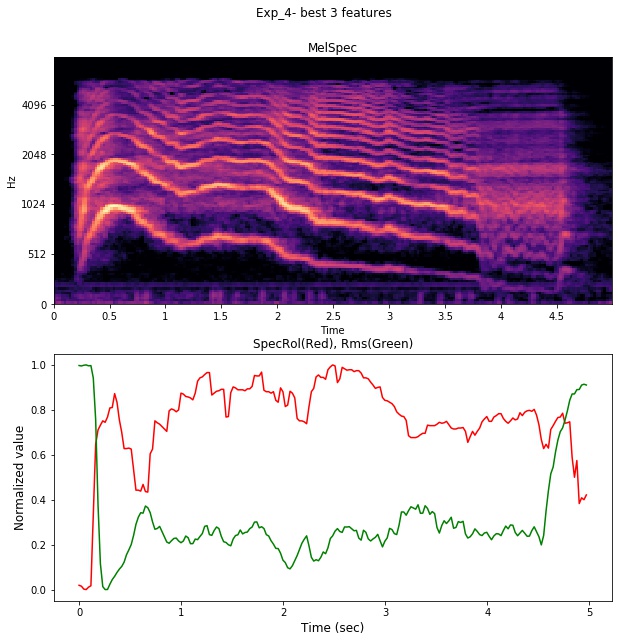 Exp_4- best 3 features
MelSpec
4096
2048
1024
512
0
Hz
0 0.5 1 1.5 2 2.5 3 3.5 4 4.5
Time
SpecRol(Red), Rms(Green)
1.0
0.8
0.6
0.4
0.2
0.0
Normalized value
0 1 2 3 4 5
Time (sec)